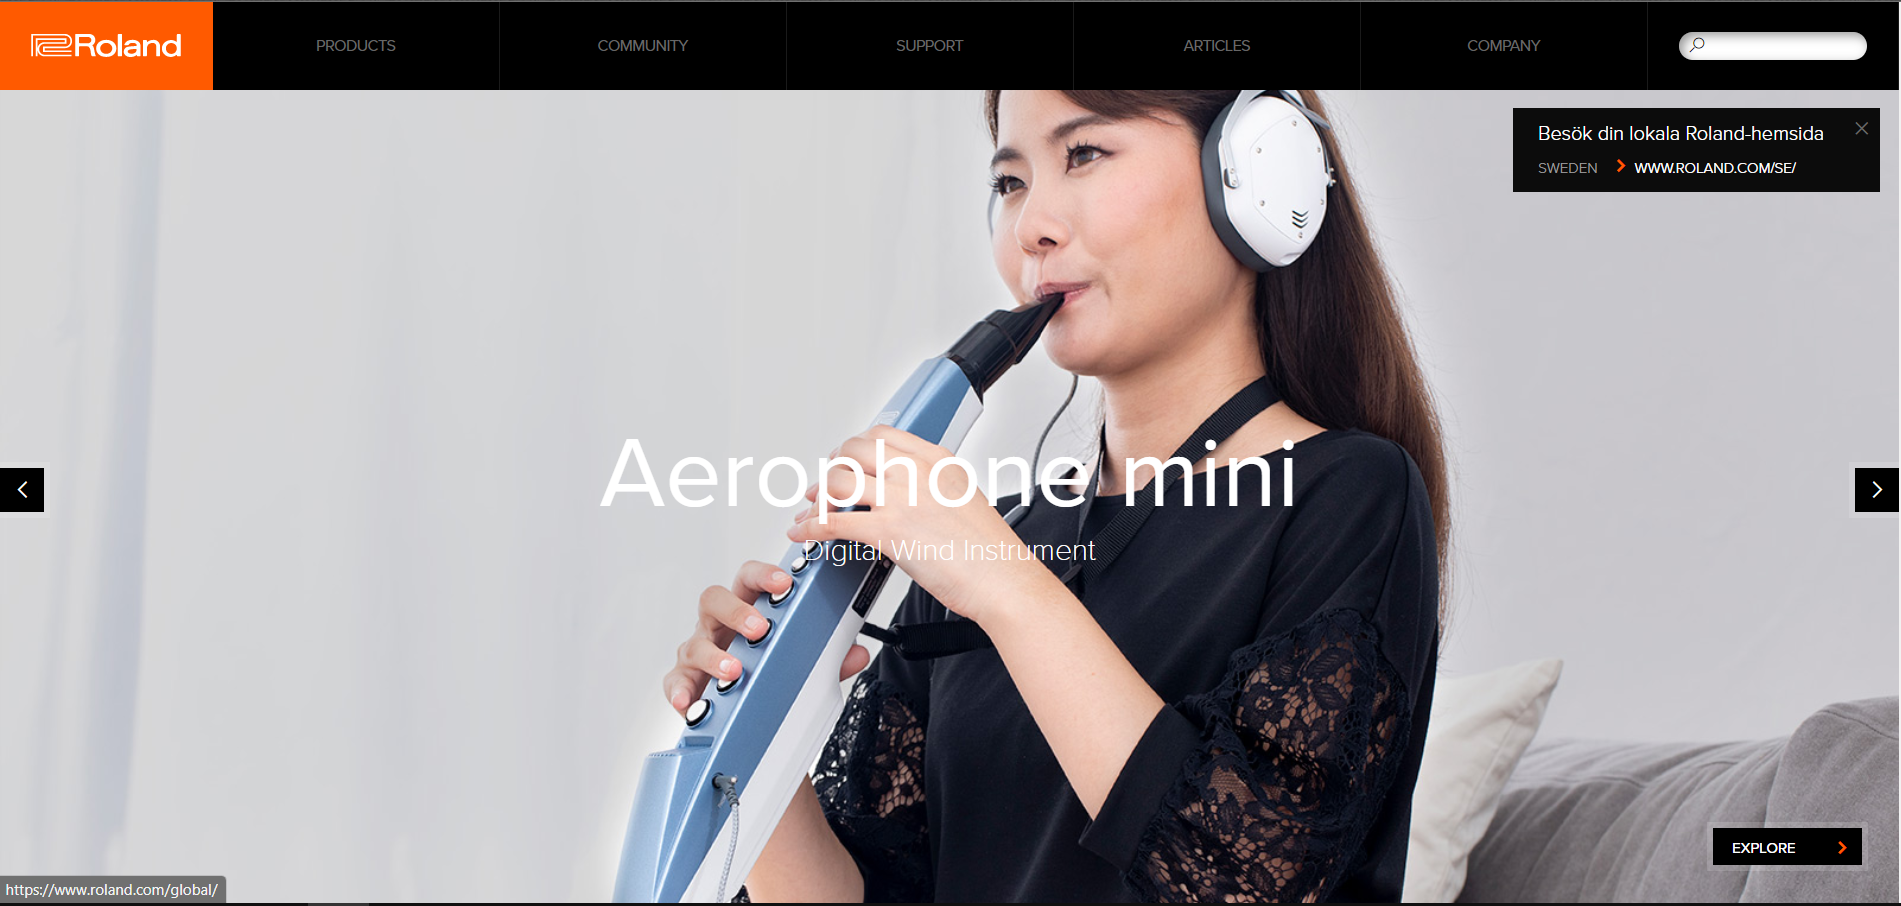 Roland
PRODUCTS
COMMUNITY
SUPPORT
ARTICLES
COMPANY
Besök din lokala Roland-hemsida
SWEDEN WWW.ROLAND.COM/SE/
Aerophone mini
Digital Wind Instrument
EXPLORE
https://www.roland.com/global/